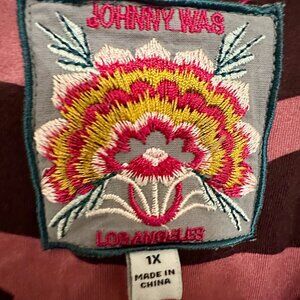 JOHNNY WAS
LOS ANGELES
1X
MADE IN
CHINA